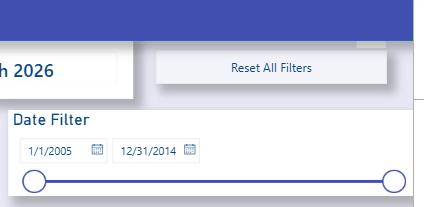 h 2026
Reset All Filters
Date Filter
1/1/2005
12/31/2014